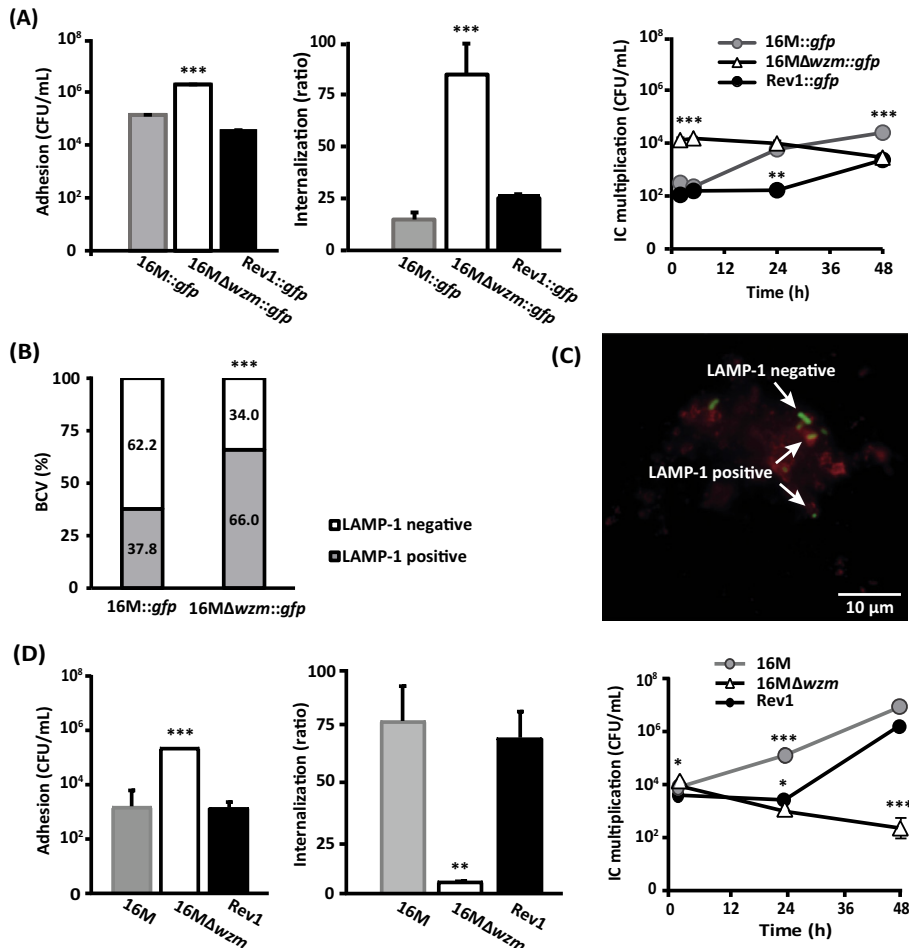 (A)
Adhesion (CFU/mL)
10⁸
10⁶
10⁴
10²
0
***
16M::gfp
16MΔwzm::gfp
Rev1::gfp
Internalization (ratio)
100
75
50
25
0
***
16M::gfp
16MΔwzm::gfp
Rev1::gfp
16M::gfp
16MΔwzm::gfp
Rev1::gfp
IC multiplication (CFU/mL)
10⁸
10⁶
10⁴
10²
0
***
**
***
0 12 24 36 48
Time (h)
(B)
BCV (%)
100
75
50
25
0
***
62.2
34.0
37.8
66.0
16M::gfp 16MΔwzm::gfp
LAMP-1 negative
LAMP-1 positive
(C)
LAMP-1 negative
LAMP-1 positive
10 μm
(D)
Adhesion (CFU/mL)
10⁸
10⁶
10⁴
10²
0
***
16M
16MΔwzm
Rev1
Internalization (ratio)
100
75
50
25
0
**
16M
16MΔwzm
Rev1
16M
16MΔwzm
Rev1
IC multiplication (CFU/mL)
10⁸
10⁶
10⁴
10²
0
*
***
*
***
0 12 24 36 48
Time (h)